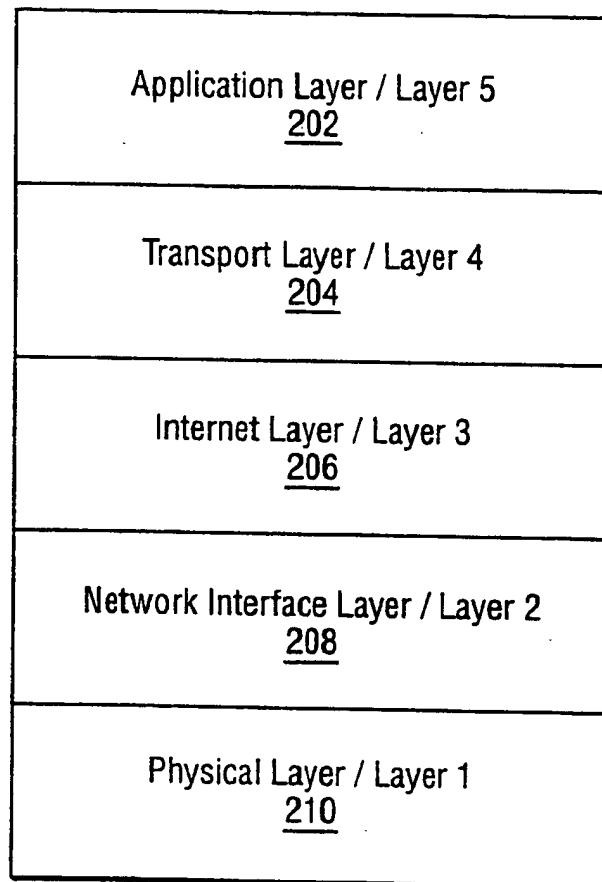 Application Layer / Layer 5
202
Transport Layer / Layer 4
204
Internet Layer / Layer 3
206
Network Interface Layer / Layer 2
208
Physical Layer / Layer 1
210